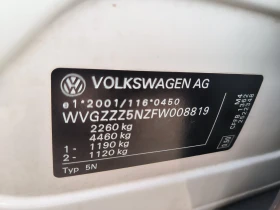 VOLKSWAGEN AG
e1*2001/116*0450
WVGZZZ5NZFW008819
2260 kg
4460 kg
1- 1190 kg
2- 1120 kg
Typ 5N